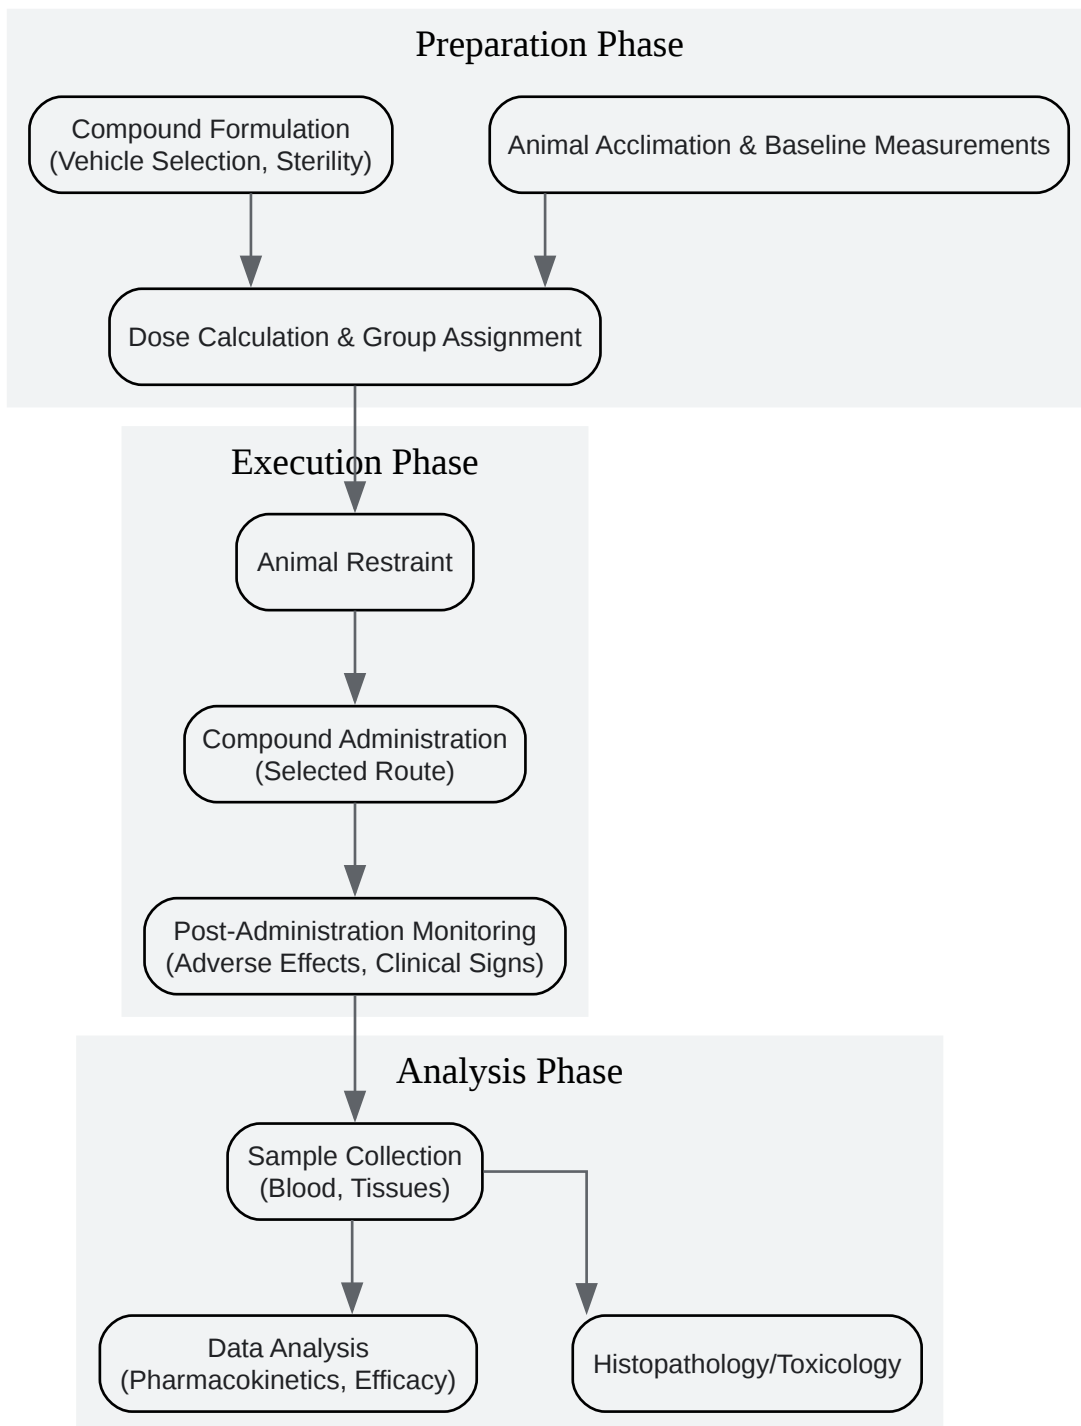 Preparation Phase
Compound Formulation
(Vehicle Selection, Sterility)
Animal Acclimation & Baseline Measurements
Dose Calculation & Group Assignment
Execution Phase
Animal Restraint
Compound Administration
(Selected Route)
Post-Administration Monitoring
(Adverse Effects, Clinical Signs)
Analysis Phase
Sample Collection
(Blood, Tissues)
Data Analysis
(Pharmacokinetics, Efficacy)
Histopathology/Toxicology